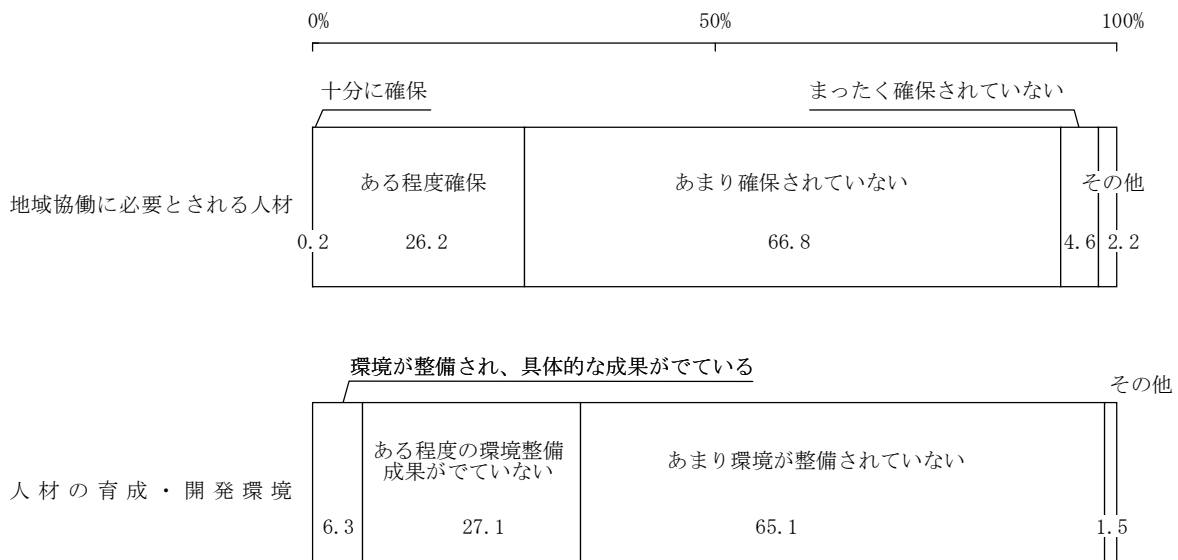 0% 50% 100%
十分に確保 まったく確保されていない
ある程度確保 あまり確保されていない その他
地域協働に必要とされる人材
0.2 26.2 66.8 4.6 2.2
環境が整備され、具体的な成果がでている
その他
ある程度の環境整備
成果がでていない
あまり環境が整備されていない
人材の育成・開発環境
6.3 27.1 65.1 1.5